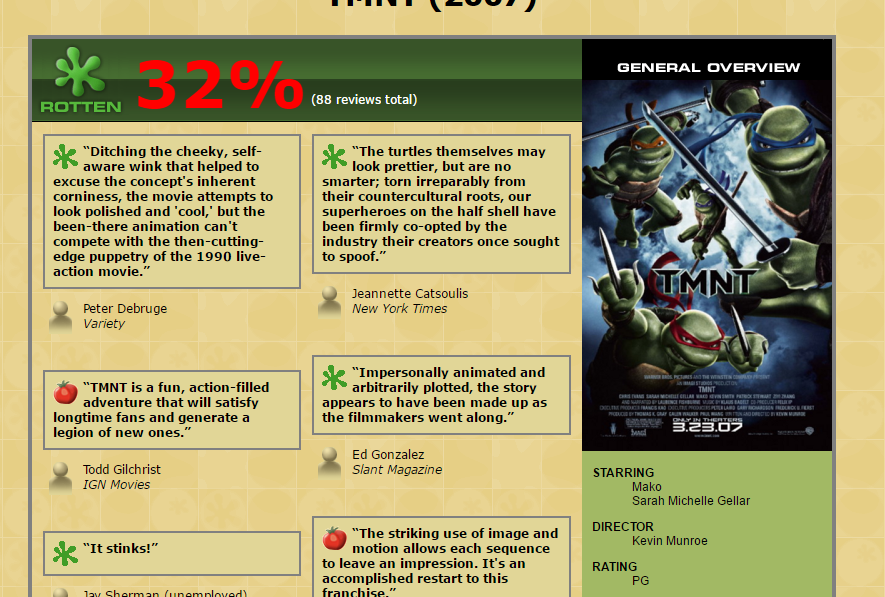 TMNT (2007)
ROTTEN
32%
(88 reviews total)
“Ditching the cheeky, self-
aware wink that helped to
excuse the concept's inherent
corniness, the movie attempts to
look polished and 'cool,' but the
been-there animation can't
compete with the then-cutting-
edge puppetry of the 1990 live-
action movie.”
Peter Debruge
Variety
“TMNT is a fun, action-filled
adventure that will satisfy
longtime fans and generate a
legion of new ones.”
Todd Gilchrist
IGN Movies
“It stinks!”
Jay Sherman (unemployed)
“The turtles themselves may
look prettier, but are no
smarter; torn irreparably from
their countercultural roots, our
superheroes on the half shell have
been firmly co-opted by the
industry their creators once sought
to spoof.”
Jeannette Catsoulis
New York Times
“Impersonally animated and
arbitrarily plotted, the story
appears to have been made up as
the filmmakers went along.”
Ed Gonzalez
Slant Magazine
“The striking use of image and
motion allows each sequence
to leave an impression. It's an
accomplished restart to this
franchise.”
GENERAL OVERVIEW
TMNT
ONLY IN THEATERS
3.23.07
STARRING
Mako
Sarah Michelle Gellar
DIRECTOR
Kevin Munroe
RATING
PG